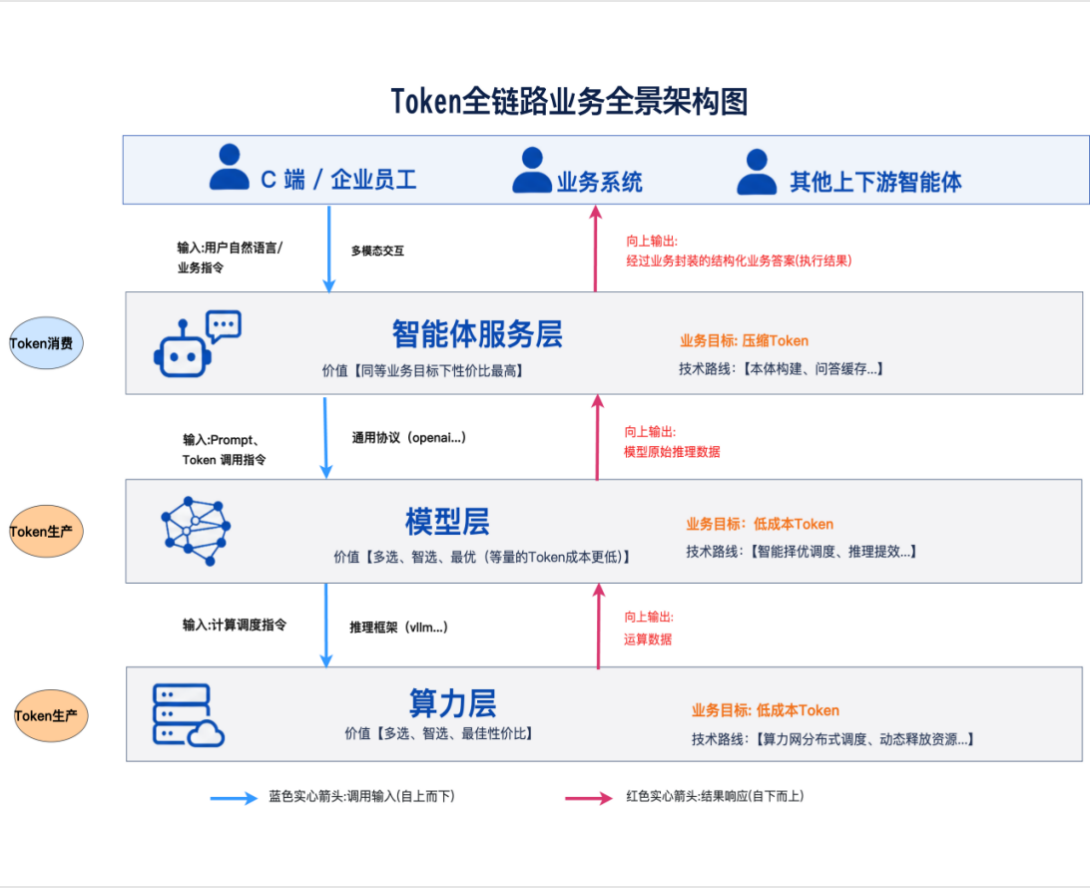 Token全链路业务全景架构图
C 端 / 企业员工
业务系统
其他上下游智能体
输入:用户自然语言/
业务指令
多模态交互
向上输出:
经过业务封装的结构化业务答案(执行结果)
Token消费
智能体服务层
价值【同等业务目标下性价比最高】
业务目标: 压缩Token
技术路线：【本体构建、问答缓存...】
输入:Prompt、
Token 调用指令
通用协议（openai...）
向上输出:
模型原始推理数据
Token生产
模型层
价值【多选、智选、最优（等量的Token成本更低)】
业务目标：低成本Token
技术路线：【智能择优调度、推理提效...】
输入:计算调度指令
推理框架（vllm...）
向上输出:
运算数据
Token生产
算力层
价值【多选、智选、最佳性价比】
业务目标: 低成本Token
技术路线：【算力网分布式调度、动态释放资源...】
蓝色实心箭头:调用输入(自上而下)
红色实心箭头:结果响应(自下而上)